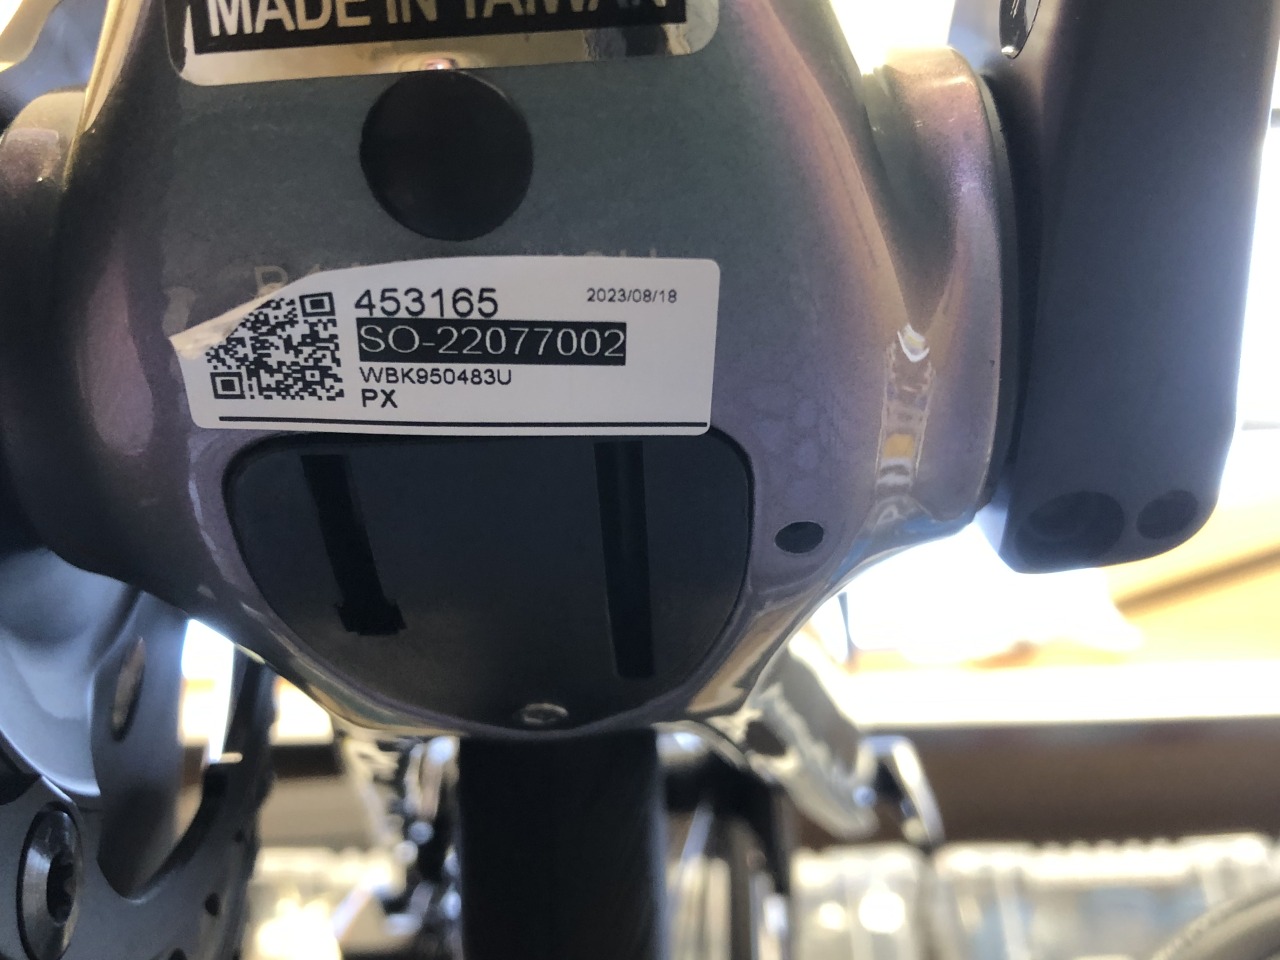 MADE IN TAIWAN
453165
2023/08/18
SO-22077002
WBK950483U
PX